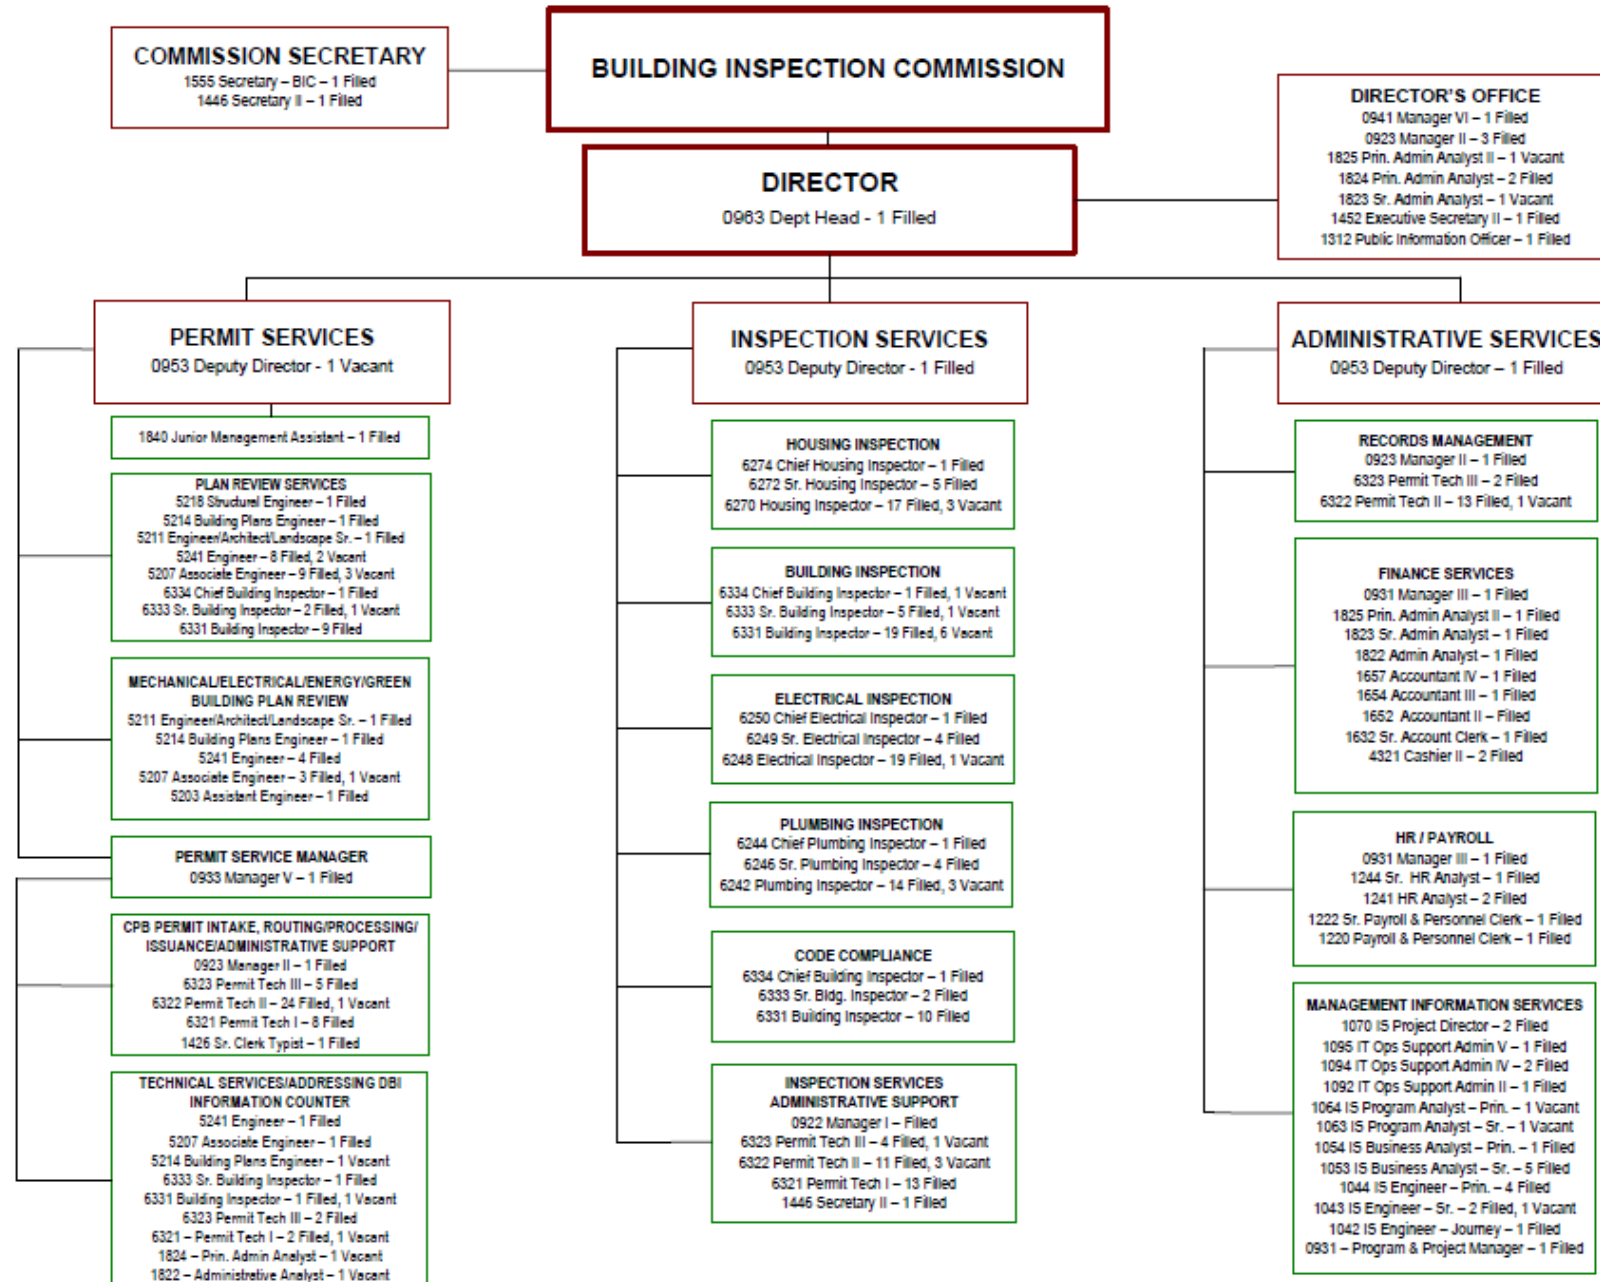 COMMISSION SECRETARY
1555 Secretary – BIC – 1 Filled
1446 Secretary II – 1 Filled
BUILDING INSPECTION COMMISSION
DIRECTOR'S OFFICE
0941 Manager VI – 1 Filled
0923 Manager II – 3 Filled
1825 Prin. Admin Analyst II – 1 Vacant
1824 Prin. Admin Analyst – 2 Filled
1823 Sr. Admin Analyst – 1 Vacant
1452 Executive Secretary II – 1 Filled
1312 Public Information Officer – 1 Filled
DIRECTOR
0963 Dept Head - 1 Filled
PERMIT SERVICES
0953 Deputy Director - 1 Vacant
1840 Junior Management Assistant – 1 Filled
PLAN REVIEW SERVICES
5218 Structural Engineer – 1 Filled
5214 Building Plans Engineer – 1 Filled
5211 Engineer/Architect/Landscape Sr. – 1 Filled
5241 Engineer – 8 Filled, 2 Vacant
5207 Associate Engineer – 9 Filled, 3 Vacant
6334 Chief Building Inspector – 1 Filled
6333 Sr. Building Inspector – 2 Filled, 1 Vacant
6331 Building Inspector – 9 Filled
MECHANICAL/ELECTRICAL/ENERGY/GREEN
BUILDING PLAN REVIEW
5211 Engineer/Architect/Landscape Sr. – 1 Filled
5214 Building Plans Engineer – 1 Filled
5241 Engineer – 4 Filled
5207 Associate Engineer – 3 Filled, 1 Vacant
5203 Assistant Engineer – 1 Filled
PERMIT SERVICE MANAGER
0933 Manager V – 1 Filled
CPB PERMIT INTAKE, ROUTING/PROCESSING/
ISSUANCE/ADMINISTRATIVE SUPPORT
0923 Manager II – 1 Filled
6323 Permit Tech III – 5 Filled
6322 Permit Tech II – 24 Filled, 1 Vacant
6321 Permit Tech I – 8 Filled
1426 Sr. Clerk Typist – 1 Filled
TECHNICAL SERVICES/ADDRESSING DBI
INFORMATION COUNTER
5241 Engineer – 1 Filled
5207 Associate Engineer – 1 Filled
5214 Building Plans Engineer – 1 Vacant
6333 Sr. Building Inspector – 1 Filled
6331 Building Inspector – 1 Filled, 1 Vacant
6323 Permit Tech III – 2 Filled
6321 – Permit Tech I – 2 Filled, 1 Vacant
1824 – Prin. Admin Analyst – 1 Vacant
1822 – Administrative Analyst – 1 Vacant
INSPECTION SERVICES
0953 Deputy Director - 1 Filled
HOUSING INSPECTION
6274 Chief Housing Inspector – 1 Filled
6272 Sr. Housing Inspector – 5 Filled
6270 Housing Inspector – 17 Filled, 3 Vacant
BUILDING INSPECTION
6334 Chief Building Inspector – 1 Filled, 1 Vacant
6333 Sr. Building Inspector – 5 Filled, 1 Vacant
6331 Building Inspector – 19 Filled, 6 Vacant
ELECTRICAL INSPECTION
6250 Chief Electrical Inspector – 1 Filled
6249 Sr. Electrical Inspector – 4 Filled
6248 Electrical Inspector – 19 Filled, 1 Vacant
PLUMBING INSPECTION
6244 Chief Plumbing Inspector – 1 Filled
6246 Sr. Plumbing Inspector – 4 Filled
6242 Plumbing Inspector – 14 Filled, 3 Vacant
CODE COMPLIANCE
6334 Chief Building Inspector – 1 Filled
6333 Sr. Bldg. Inspector – 2 Filled
6331 Building Inspector – 10 Filled
INSPECTION SERVICES
ADMINISTRATIVE SUPPORT
0922 Manager I – Filled
6323 Permit Tech III – 4 Filled, 1 Vacant
6322 Permit Tech II – 11 Filled, 3 Vacant
6321 Permit Tech I – 13 Filled
1446 Secretary II – 1 Filled
ADMINISTRATIVE SERVICES
0953 Deputy Director – 1 Filled
RECORDS MANAGEMENT
0923 Manager II – 1 Filled
6323 Permit Tech III – 2 Filled
6322 Permit Tech II – 13 Filled, 1 Vacant
FINANCE SERVICES
0931 Manager III – 1 Filled
1825 Prin. Admin Analyst II – 1 Filled
1823 Sr. Admin Analyst – 1 Filled
1822 Admin Analyst – 1 Filled
1657 Accountant IV – 1 Filled
1654 Accountant III – 1 Filled
1652 Accountant II – Filled
1632 Sr. Account Clerk – 1 Filled
4321 Cashier II – 2 Filled
HR / PAYROLL
0931 Manager III – 1 Filled
1244 Sr. HR Analyst – 1 Filled
1241 HR Analyst – 2 Filled
1222 Sr. Payroll & Personnel Clerk – 1 Filled
1220 Payroll & Personnel Clerk – 1 Filled
MANAGEMENT INFORMATION SERVICES
1070 IS Project Director – 2 Filled
1095 IT Ops Support Admin V – 1 Filled
1094 IT Ops Support Admin IV – 2 Filled
1092 IT Ops Support Admin II – 1 Filled
1064 IS Program Analyst – Prin. – 1 Vacant
1063 IS Program Analyst – Sr. – 1 Vacant
1054 IS Business Analyst – Prin. – 1 Filled
1053 IS Business Analyst – Sr. – 5 Filled
1044 IS Engineer – Prin. – 4 Filled
1043 IS Engineer – Sr. – 2 Filled, 1 Vacant
1042 IS Engineer – Journey – 1 Filled
0931 – Program & Project Manager – 1 Filled